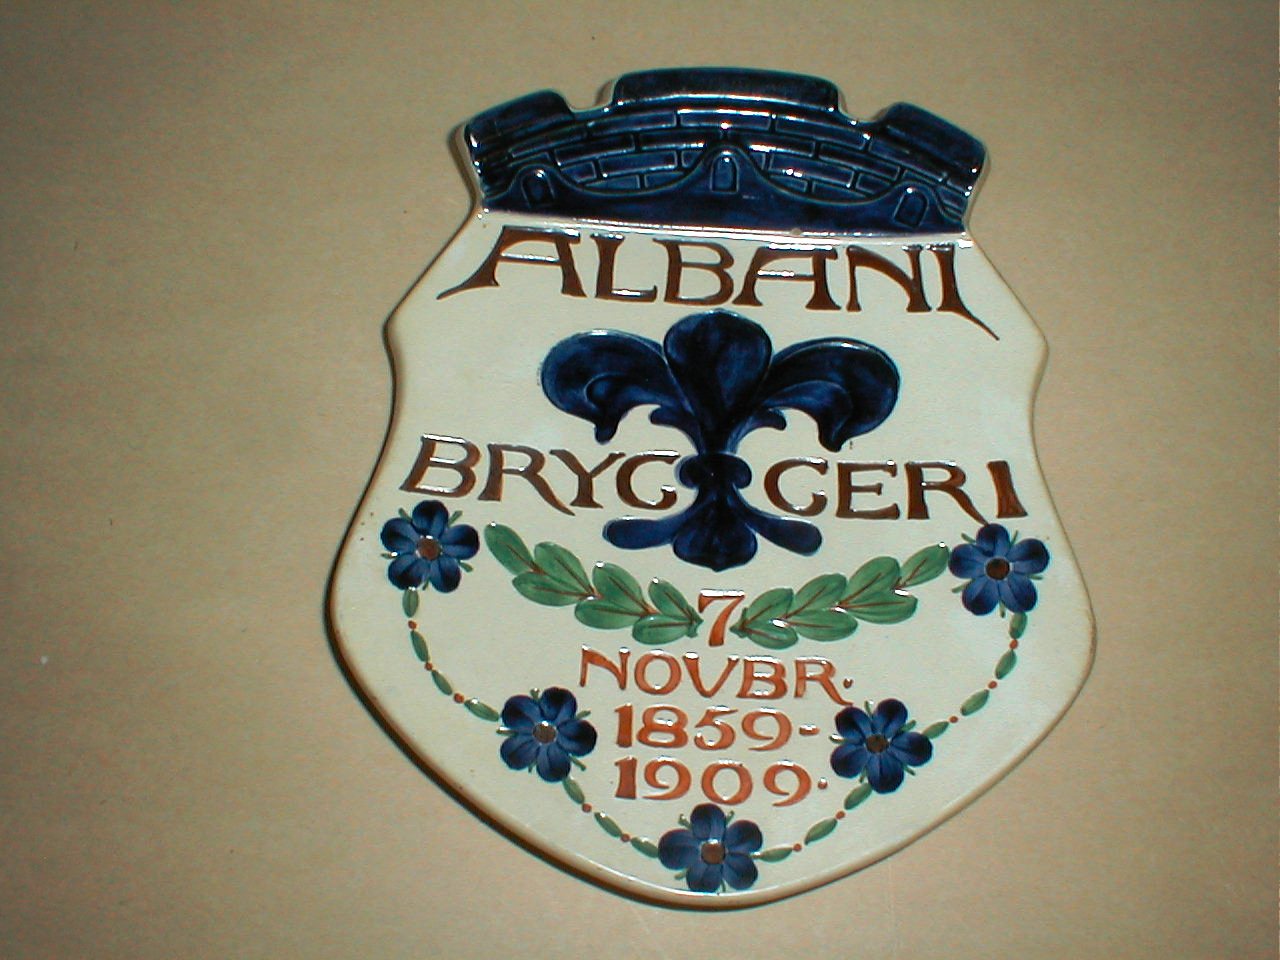 ALBANI
BRYGGERI
7
NOVBR.
1859-
1909.